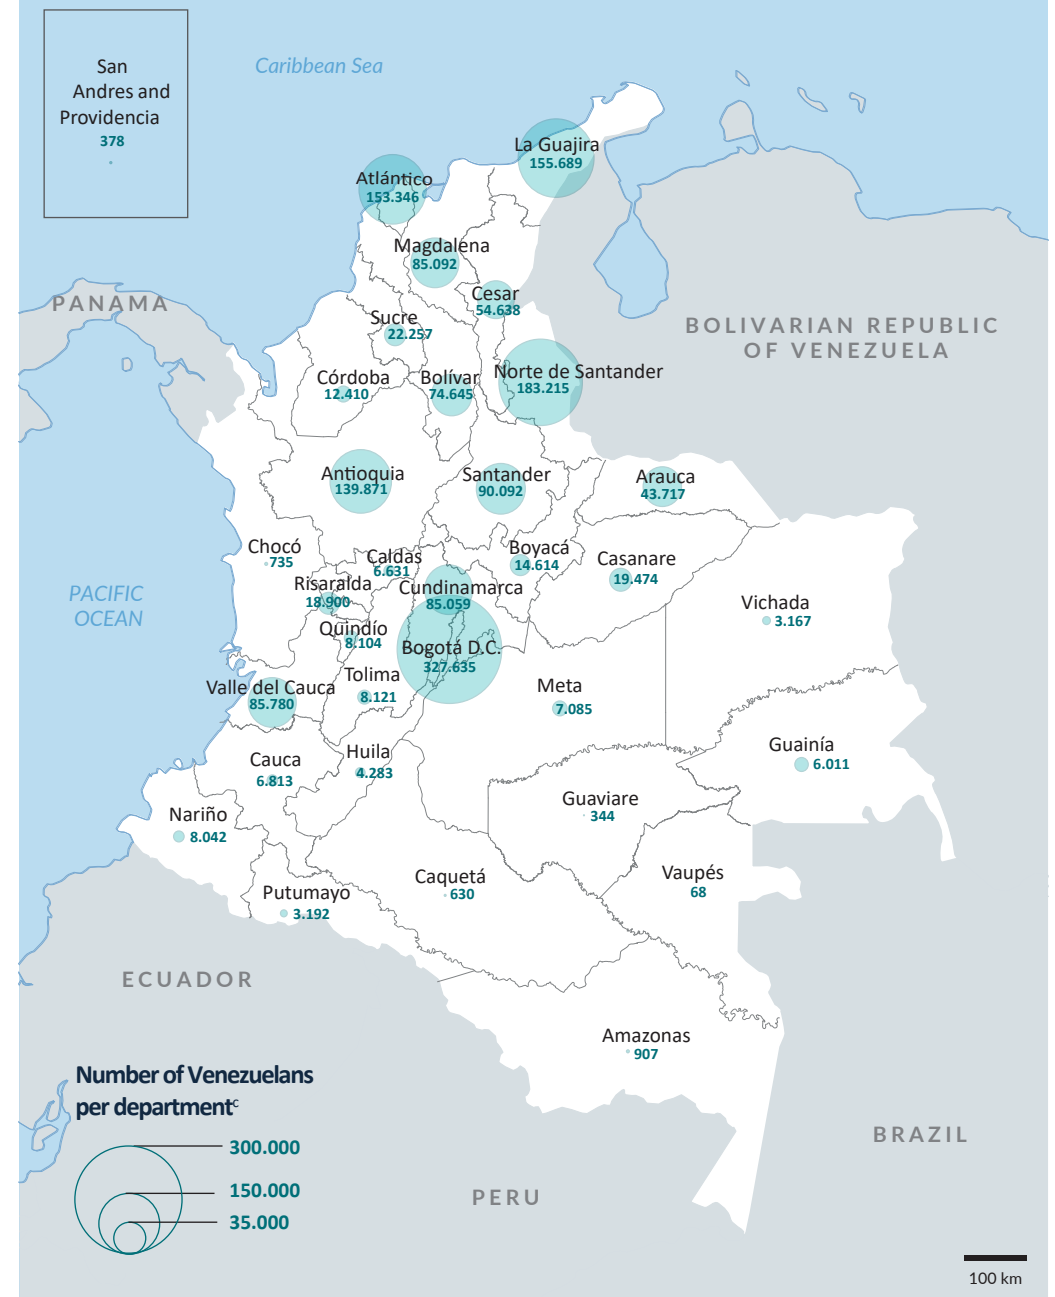 San
Andres and
Providencia
378
Caribbean Sea
La Guajira
155.689
Atlántico
153.346
Magdalena
85.092
Cesar
54.638
PANAMA
Sucre
22.257
BOLIVARIAN REPUBLIC
OF VENEZUELA
Norte de Santander
183.215
Córdoba
12.410
Bolívar
74.645
Antioquia
139.871
Santander
90.092
Arauca
43.717
Chocó
735
Caldas
6.631
Boyacá
14.614
Casanare
19.474
Risaralda
18.900
Cundinamarca
85.059
PACIFIC
OCEAN
Vichada
3.167
Quindío
8.104
Bogotá D.C.
327.635
Tolima
8.121
Valle del Cauca
85.780
Meta
7.085
Guainía
6.011
Cauca
6.813
Huila
4.283
Nariño
8.042
Guaviare
344
Caquetá
630
Vaupés
68
Putumayo
3.192
ECUADOR
Amazonas
907
Number of Venezuelans
per department c
300.000
150.000
35.000
BRAZIL
PERU
100 km